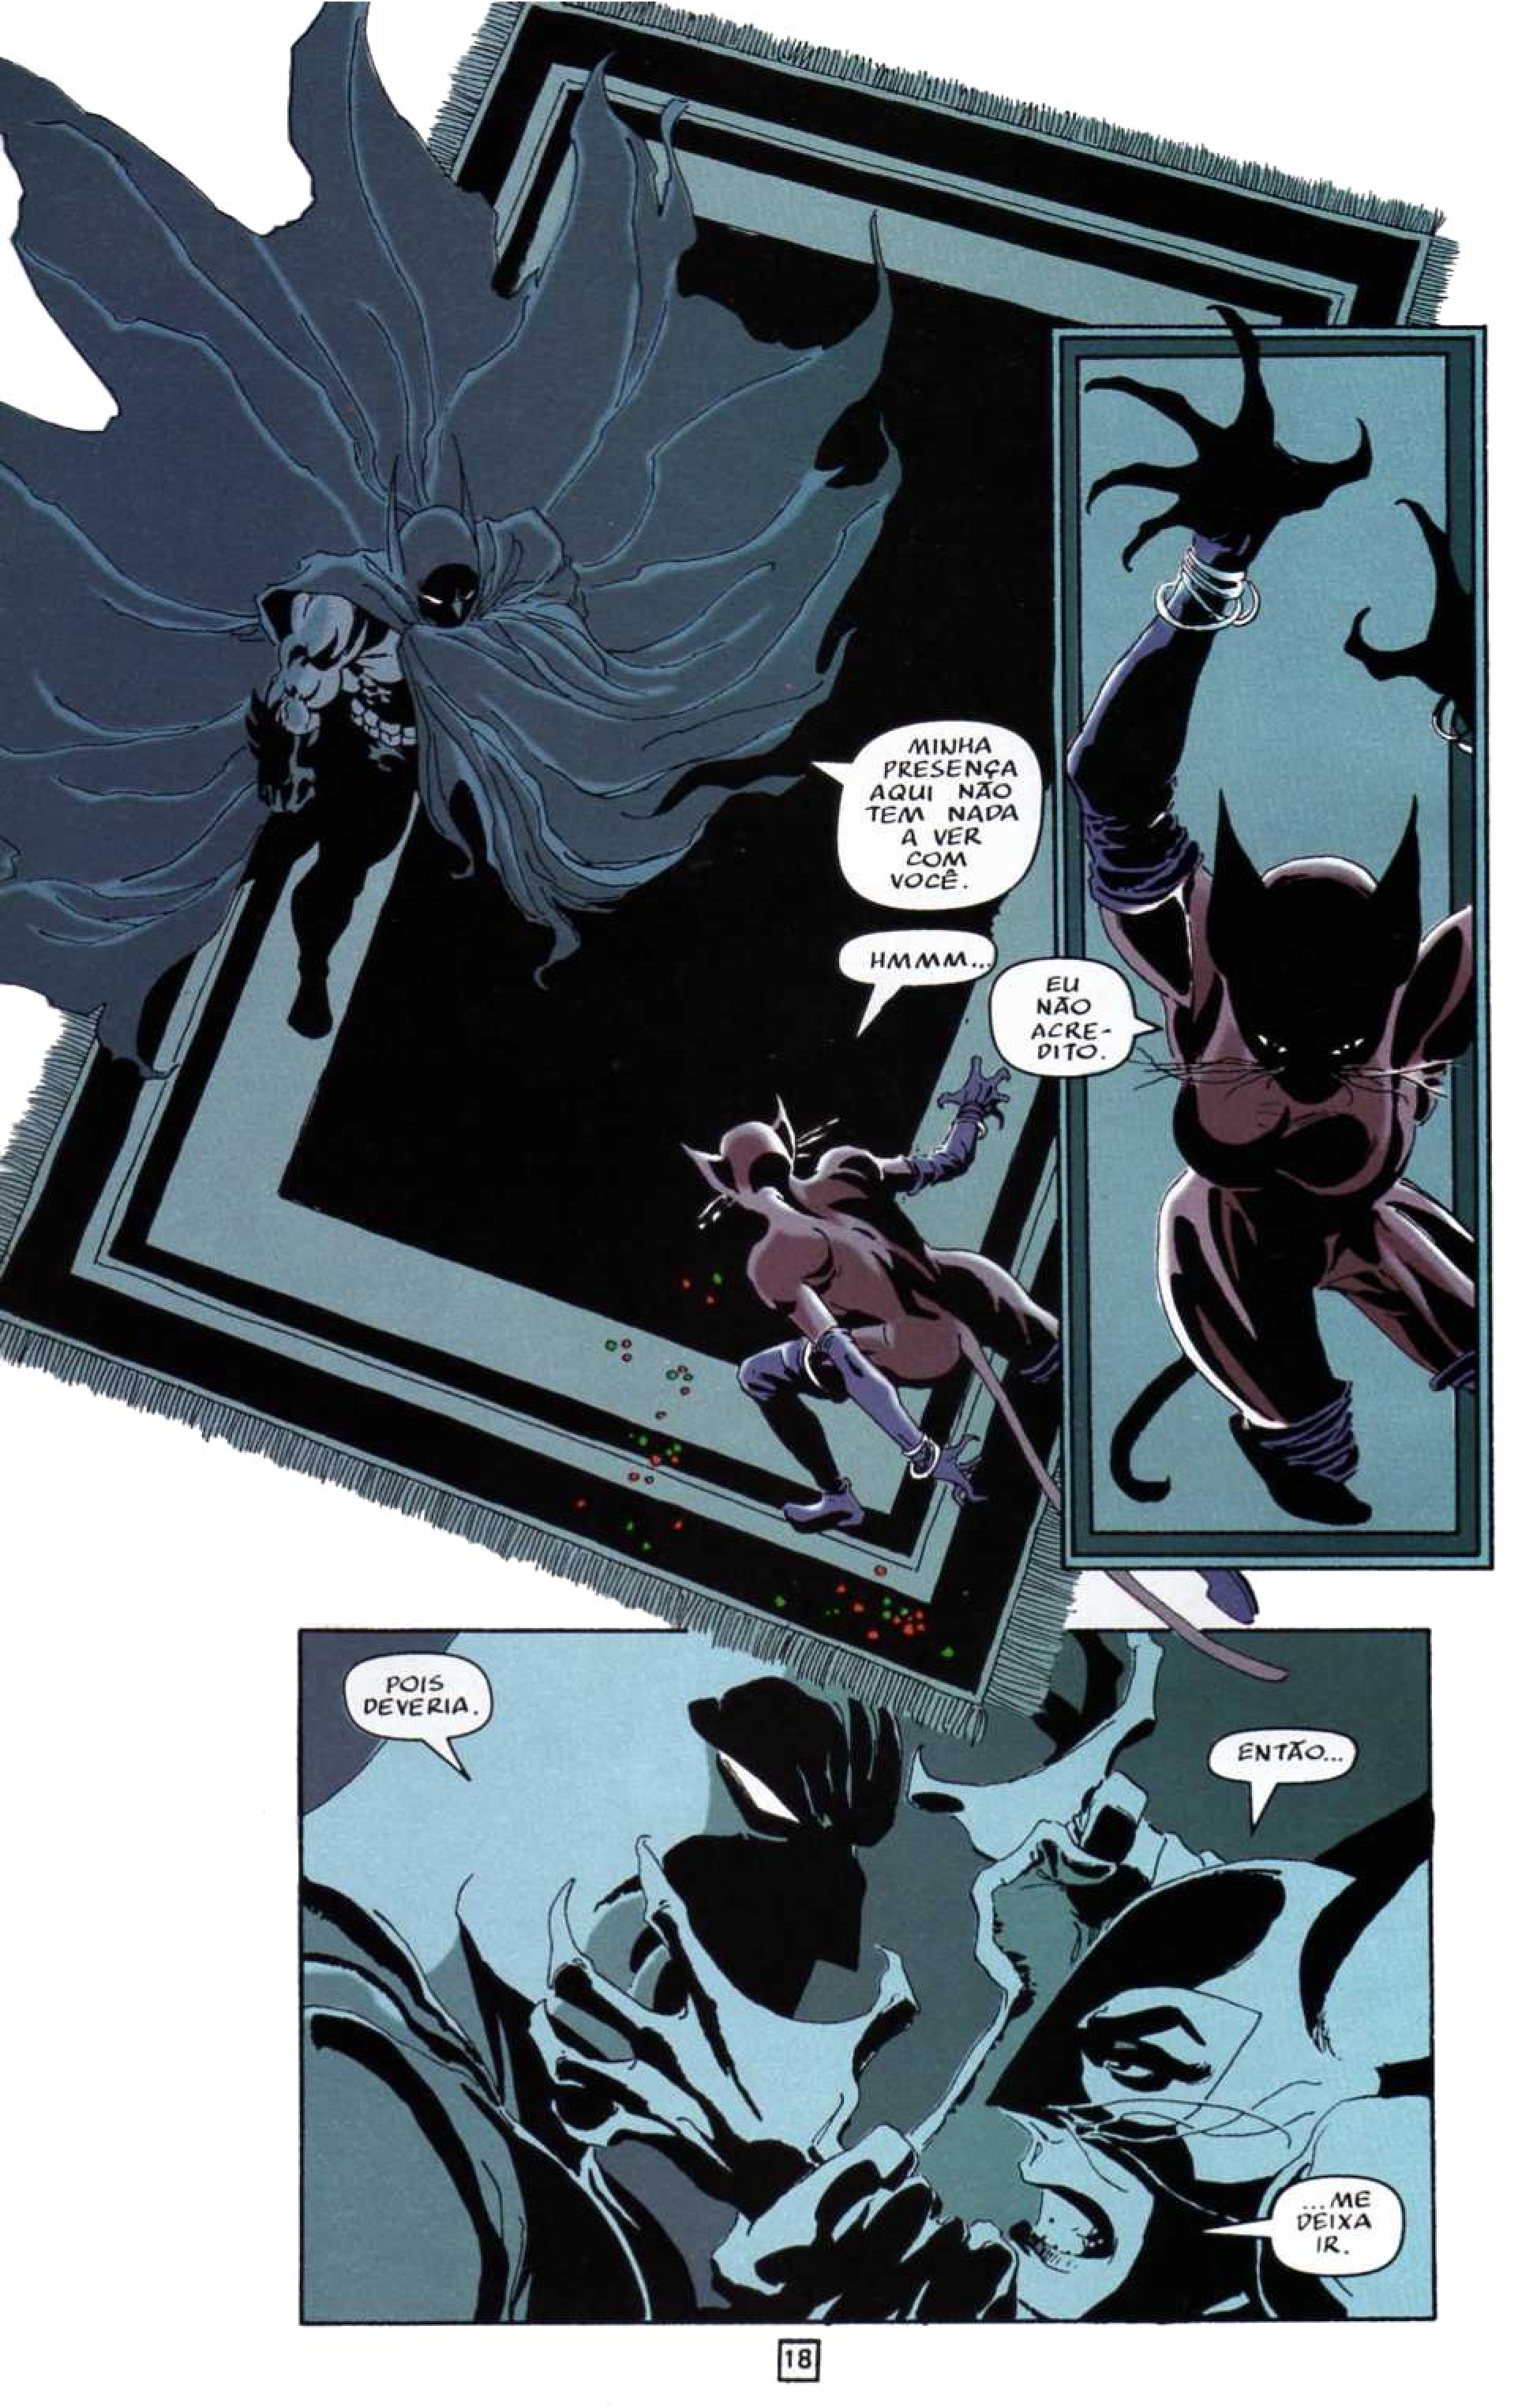 MINHA
PRESENÇA
AQUI NÃO
TEM NADA
A VER
COM
VOCÊ.
HMMM...
EU
NÃO
ACRE-
DITO.
POIS
DEVERIA.
ENTÃO...
...ME
DEIXA
IR.
18